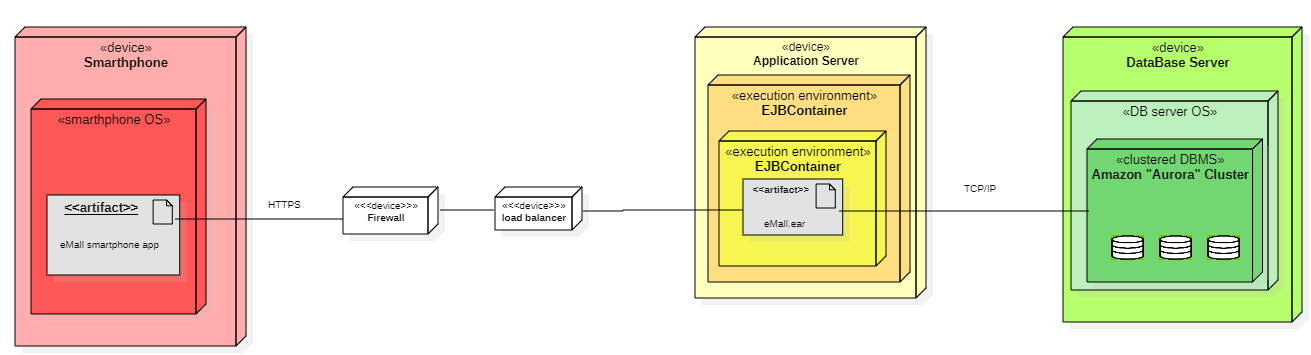 «device»
Smarthphone
«smarthphone OS»
<<artifact>>
eMall smartphone app
HTTPS
«<<device>>»
Firewall
«<<device>>»
load balancer
«device»
Application Server
«execution environment»
EJBContainer
«execution environment»
EJBContainer
<<artifact>>
eMall.ear
TCP/IP
«device»
DataBase Server
«DB server OS»
«clustered DBMS»
Amazon "Aurora" Cluster